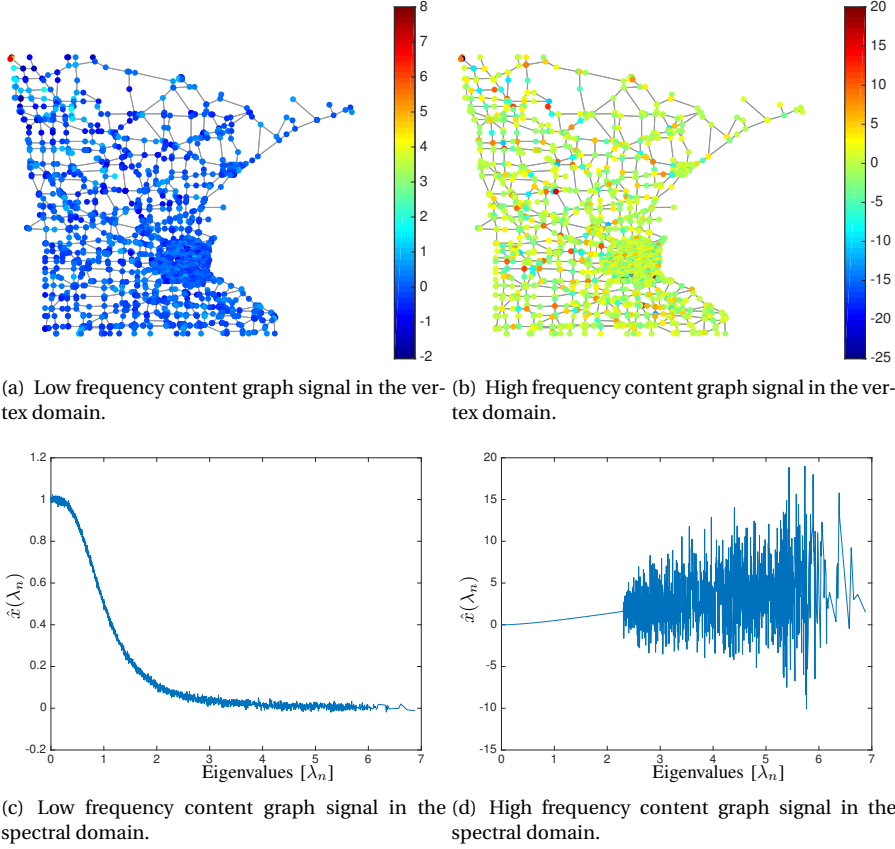 8
7
6
5
4
3
2
1
0
-1
-2
20
15
10
5
0
-5
-10
-15
-20
-25
(a) Low frequency content graph signal in the ver-
tex domain.
(b) High frequency content graph signal in the ver-
tex domain.
1.2
1
0.8
0.6
0.4
0.2
0
-0.2
x̂(λn)
0 1 2 3 4 5 6 7
Eigenvalues [λn]
20
15
10
5
0
-5
-10
-15
x̂(λn)
0 1 2 3 4 5 6 7
Eigenvalues [λn]
(c) Low frequency content graph signal in the
spectral domain.
(d) High frequency content graph signal in the
spectral domain.